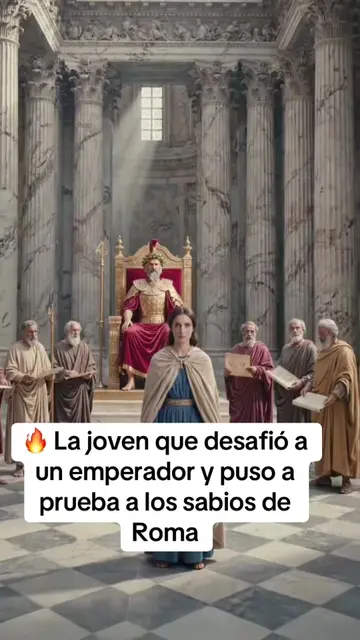 🔥 La joven que desafió a
un emperador y puso a
prueba a los sabios de
Roma